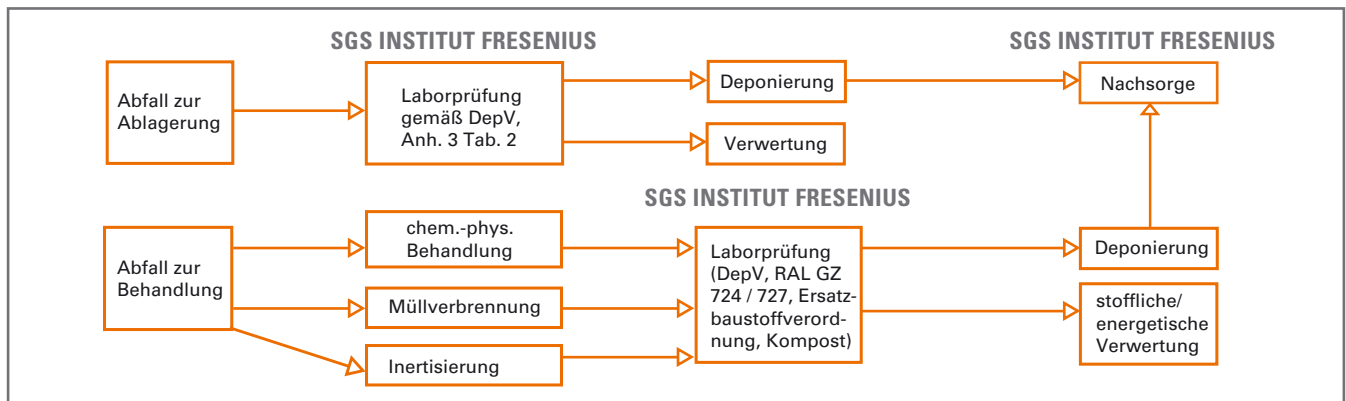 SGS INSTITUT FRESENIUS
SGS INSTITUT FRESENIUS
Abfall zur
Ablagerung
Laborprüfung
gemäß DepV,
Anh. 3 Tab. 2
Deponierung
Verwertung
Nachsorge
SGS INSTITUT FRESENIUS
Abfall zur
Behandlung
chem.-phys.
Behandlung
Müllverbrennung
Inertisierung
Laborprüfung
(DepV, RAL GZ
724 / 727, Ersatz-
baustoffverord-
nung, Kompost)
Deponierung
stoffliche/
energetische
Verwertung